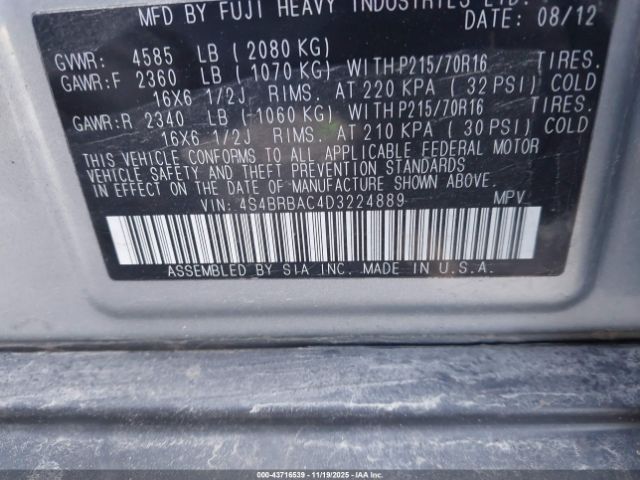 MFD BY FUJI HEAVY INDUSTRIES LTD.
DATE: 08/12
GVWR: 4585 LB ( 2080 KG)
GAWR:F 2360 LB ( 1070 KG) WITH P215/70R16 TIRES.
16X6 1/2J RIMS. AT 220 KPA ( 32 PSI) COLD
GAWR:R 2340 LB ( 1060 KG) WITH P215/70R16 TIRES.
16X6 1/2J RIMS. AT 210 KPA ( 30 PSI) COLD
THIS VEHICLE CONFORMS TO ALL APPLICABLE FEDERAL MOTOR
VEHICLE SAFETY AND THEFT PREVENTION STANDARDS
IN EFFECT ON THE DATE OF MANUFACTURE SHOWN ABOVE.
VIN: 4S4BRBAC4D3224889 MPV
ASSEMBLED BY SIA INC. MADE IN U.S.A.
000-43716539 - 11/19/2025 - IAAI.com